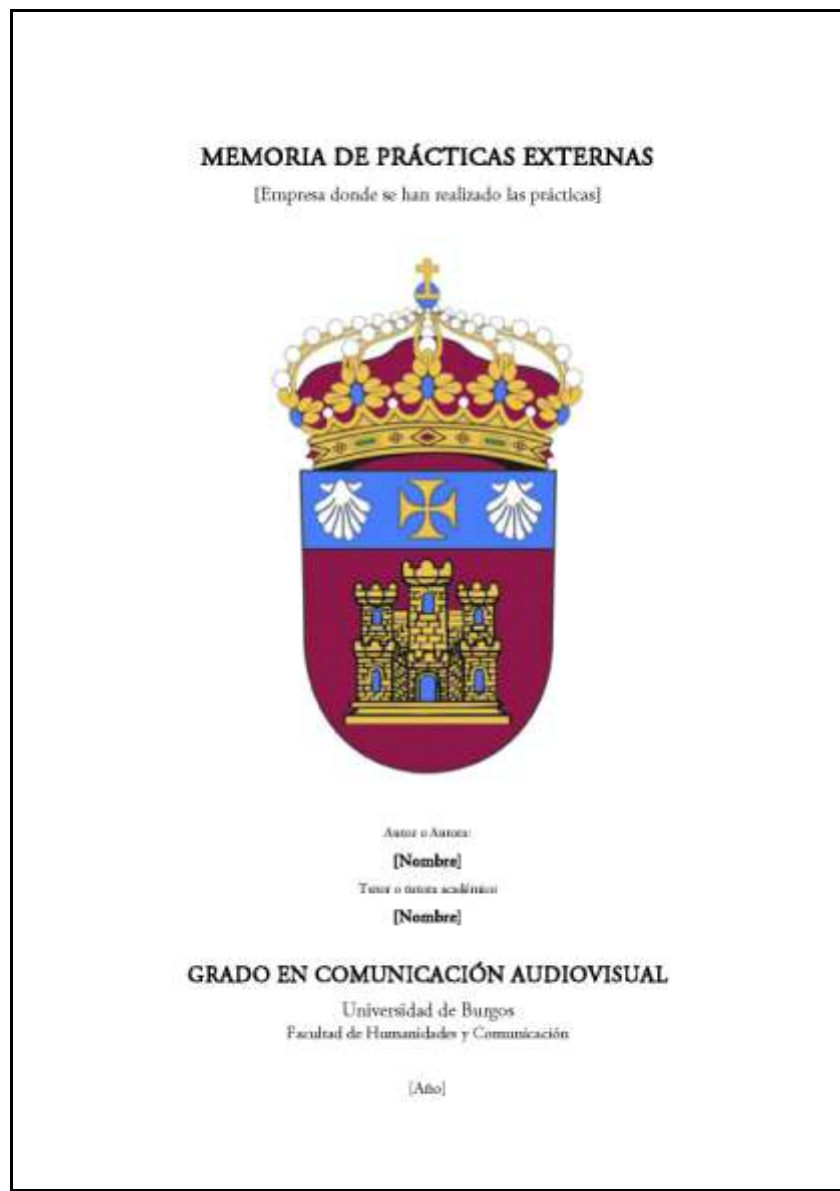 MEMORIA DE PRÁCTICAS EXTERNAS
[Empresa donde se han realizado las prácticas]
Autor o Autora:
[Nombre]
Tutor o tutora académico
[Nombre]
GRADO EN COMUNICACIÓN AUDIOVISUAL
Universidad de Burgos
Facultad de Humanidades y Comunicación
[Año]